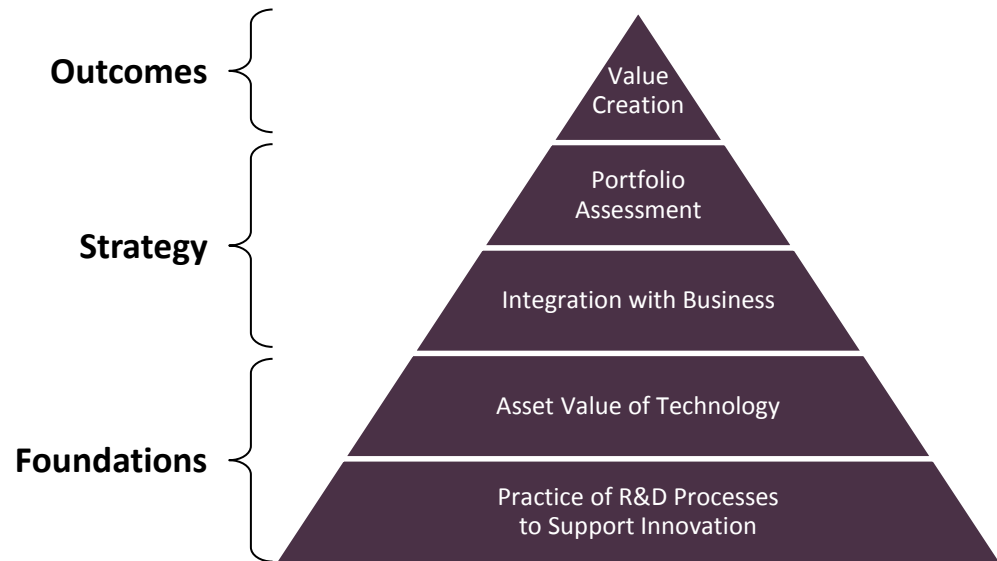 Outcomes
Value
Creation
Strategy
Portfolio
Assessment
Integration with Business
Foundations
Asset Value of Technology
Practice of R&D Processes
to Support Innovation